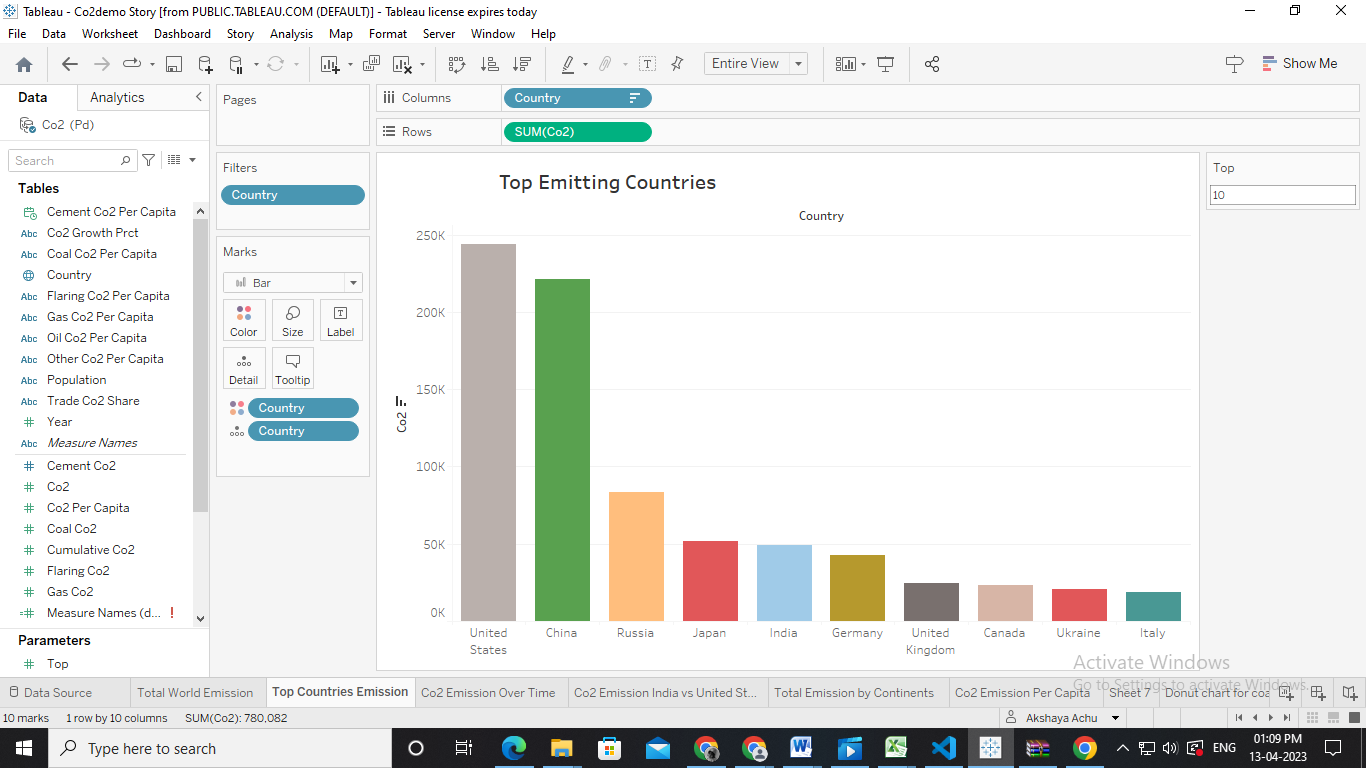 Tableau - Co2demo Story [from PUBLIC.TABLEAU.COM (DEFAULT)] - Tableau license expires today
File Data Worksheet Dashboard Story Analysis Map Format Server Window Help
Entire View
Show Me
Data Analytics
Co2 (Pd)
Search
Tables
Cement Co2 Per Capita
Abc Co2 Growth Prct
Abc Coal Co2 Per Capita
Country
Abc Flaring Co2 Per Capita
Abc Gas Co2 Per Capita
Abc Oil Co2 Per Capita
Abc Other Co2 Per Capita
Abc Population
Abc Trade Co2 Share
# Year
Abc Measure Names
# Cement Co2
# Co2
# Co2 Per Capita
# Coal Co2
# Cumulative Co2
# Flaring Co2
# Gas Co2
=# Measure Names (d... !
Parameters
# Top
Pages
Filters
Country
Marks
Bar
Color Size Label
Detail Tooltip
Country
Country
Columns Country
Rows SUM(Co2)
Top Emitting Countries
Country
250K
200K
150K
100K
50K
0K
Co2
United States
China
Russia
Japan
India
Germany
United Kingdom
Canada
Ukraine
Italy
Top
10
Activate Windows
Go to Settings to activate Windows.
Data Source Total World Emission Top Countries Emission Co2 Emission Over Time Co2 Emission India vs United St... Total Emission by Continents Co2 Emission Per Capita Sheet 7 Donut chart for coa
10 marks 1 row by 10 columns SUM(Co2): 780,082
Akshaya Achu
Type here to search
ENG
01:09 PM
13-04-2023